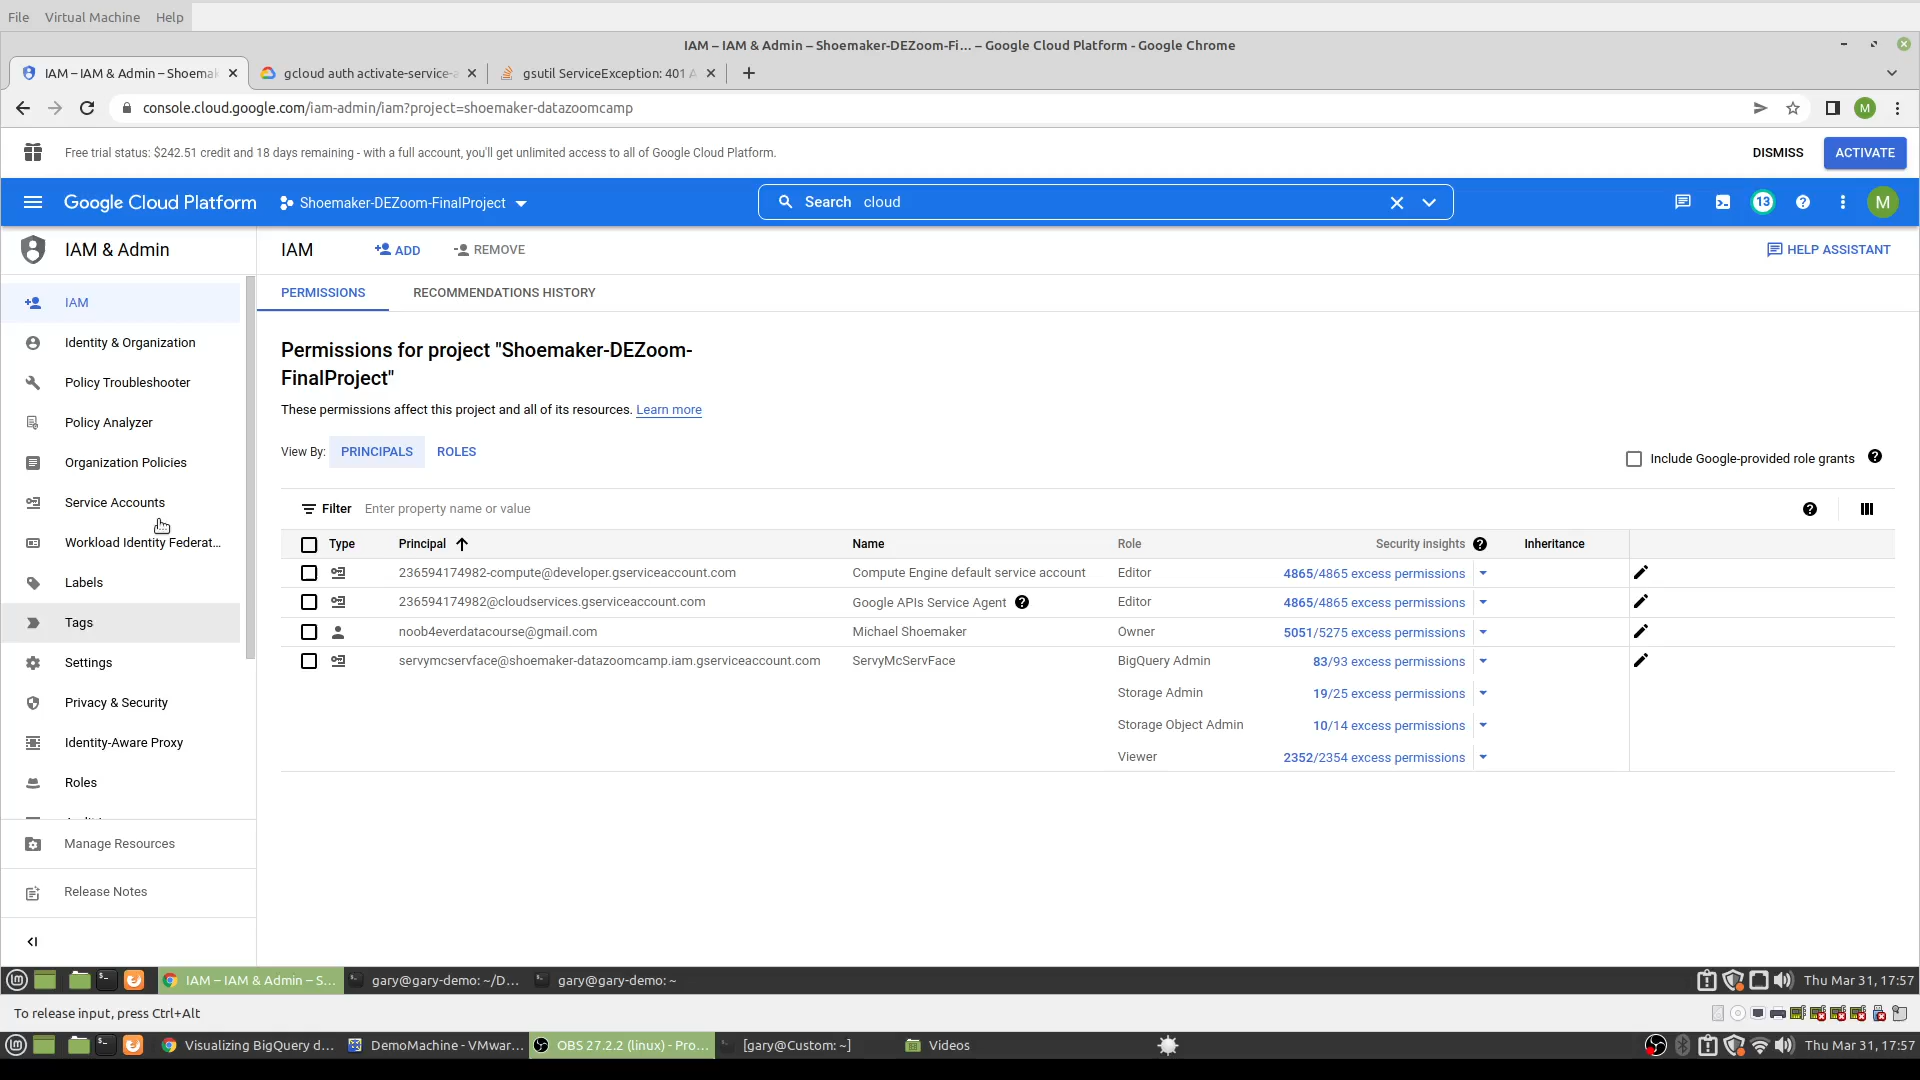 File Virtual Machine Help
IAM – IAM & Admin – Shoemaker-DEZoom-Fi... – Google Cloud Platform - Google Chrome
IAM – IAM & Admin – Shoemak gcloud auth activate-service-a gsutil ServiceException: 401 A
console.cloud.google.com/iam-admin/iam?project=shoemaker-datazoomcamp M
Free trial status: $242.51 credit and 18 days remaining - with a full account, you'll get unlimited access to all of Google Cloud Platform. DISMISS ACTIVATE
Google Cloud Platform Shoemaker-DEZoom-FinalProject Search cloud 13 M
IAM & Admin
IAM
Identity & Organization
Policy Troubleshooter
Policy Analyzer
Organization Policies
Service Accounts
Workload Identity Federat...
Labels
Tags
Settings
Privacy & Security
Identity-Aware Proxy
Roles
Manage Resources
Release Notes
IAM ADD REMOVE HELP ASSISTANT
PERMISSIONS RECOMMENDATIONS HISTORY
Permissions for project "Shoemaker-DEZoom-
FinalProject"
These permissions affect this project and all of its resources. Learn more
View By: PRINCIPALS ROLES Include Google-provided role grants
Filter Enter property name or value
Type Principal Name Role Security insights Inheritance
236594174982-compute@developer.gserviceaccount.com Compute Engine default service account Editor 4865/4865 excess permissions
236594174982@cloudservices.gserviceaccount.com Google APIs Service Agent Editor 4865/4865 excess permissions
noob4everdatacourse@gmail.com Michael Shoemaker Owner 5051/5275 excess permissions
servymcservface@shoemaker-datazoomcamp.iam.gserviceaccount.com ServyMcServFace BigQuery Admin 83/93 excess permissions
Storage Admin 19/25 excess permissions
Storage Object Admin 10/14 excess permissions
Viewer 2352/2354 excess permissions
IAM – IAM & Admin – S... gary@gary-demo: ~/D... gary@gary-demo: ~ Thu Mar 31, 17:57
To release input, press Ctrl+Alt
Visualizing BigQuery d... DemoMachine - VMwar... OBS 27.2.2 (linux) - Pro... [gary@Custom: ~] Videos Thu Mar 31, 17:57